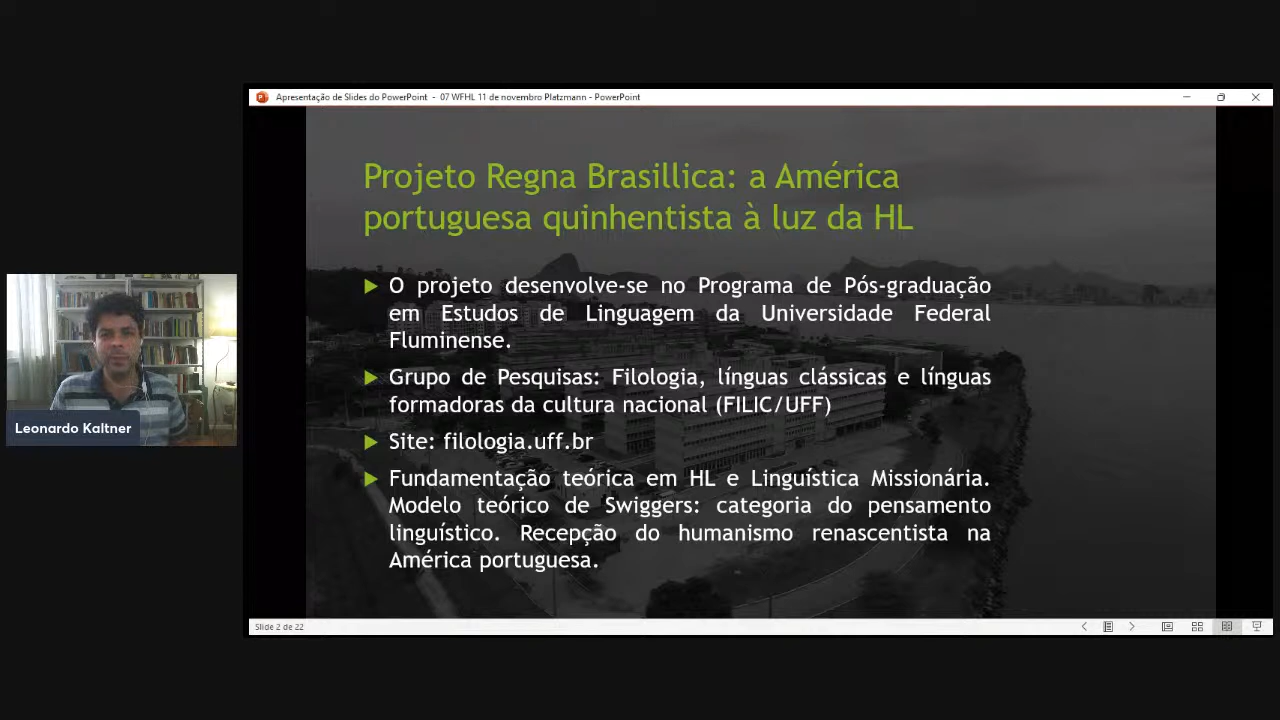 Apresentação de Slides do PowerPoint - 07 WFHL 11 de novembro Platzmann - PowerPoint
Projeto Regna Brasillica: a América
portuguesa quinhentista à luz da HL
O projeto desenvolve-se no Programa de Pós-graduação
em Estudos de Linguagem da Universidade Federal
Fluminense.
Grupo de Pesquisas: Filologia, línguas clássicas e línguas
formadoras da cultura nacional (FILIC/UFF)
Site: filologia.uff.br
Fundamentação teórica em HL e Linguística Missionária.
Modelo teórico de Swiggers: categoria do pensamento
linguístico. Recepção do humanismo renascentista na
América portuguesa.
Leonardo Kaltner
Slide 2 de 22